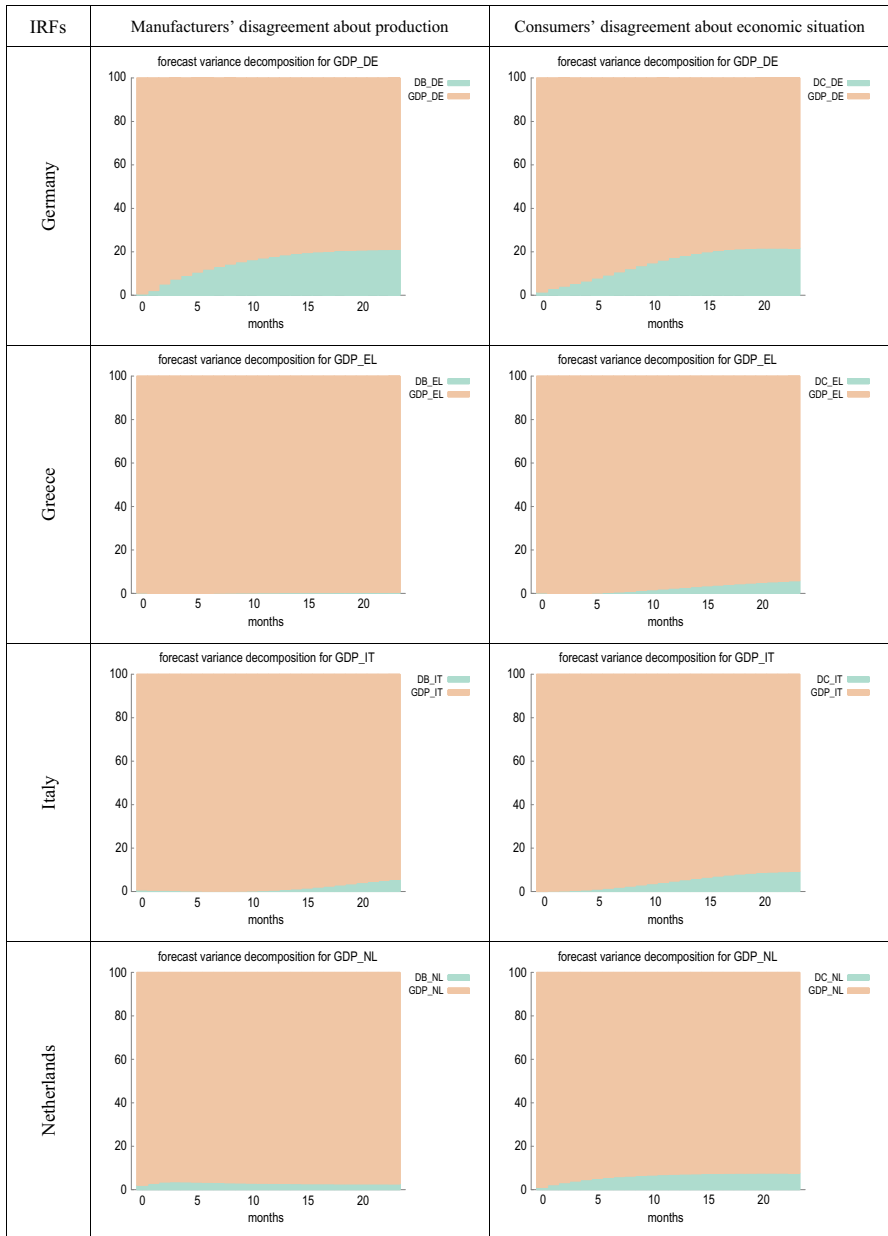 IRFs
Manufacturers’ disagreement about production
Consumers’ disagreement about economic situation
Germany
forecast variance decomposition for GDP_DE
DB_DE
GDP_DE
100
80
60
40
20
0
0 5 10 15 20
months
forecast variance decomposition for GDP_DE
DC_DE
GDP_DE
100
80
60
40
20
0
0 5 10 15 20
months
Greece
forecast variance decomposition for GDP_EL
DB_EL
GDP_EL
100
80
60
40
20
0
0 5 10 15 20
months
forecast variance decomposition for GDP_EL
DC_EL
GDP_EL
100
80
60
40
20
0
0 5 10 15 20
months
Italy
forecast variance decomposition for GDP_IT
DB_IT
GDP_IT
100
80
60
40
20
0
0 5 10 15 20
months
forecast variance decomposition for GDP_IT
DC_IT
GDP_IT
100
80
60
40
20
0
0 5 10 15 20
months
Netherlands
forecast variance decomposition for GDP_NL
DB_NL
GDP_NL
100
80
60
40
20
0
0 5 10 15 20
months
forecast variance decomposition for GDP_NL
DC_NL
GDP_NL
100
80
60
40
20
0
0 5 10 15 20
months